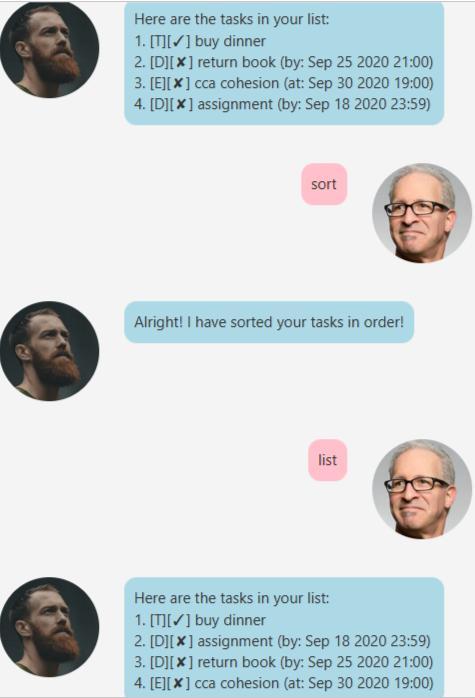 Here are the tasks in your list:
1. [T][✓] buy dinner
2. [D][✘] return book (by: Sep 25 2020 21:00)
3. [E][✘] cca cohesion (at: Sep 30 2020 19:00)
4. [D][✘] assignment (by: Sep 18 2020 23:59)
sort
Alright! I have sorted your tasks in order!
list
Here are the tasks in your list:
1. [T][✓] buy dinner
2. [D][✘] assignment (by: Sep 18 2020 23:59)
3. [D][✘] return book (by: Sep 25 2020 21:00)
4. [E][✘] cca cohesion (at: Sep 30 2020 19:00)